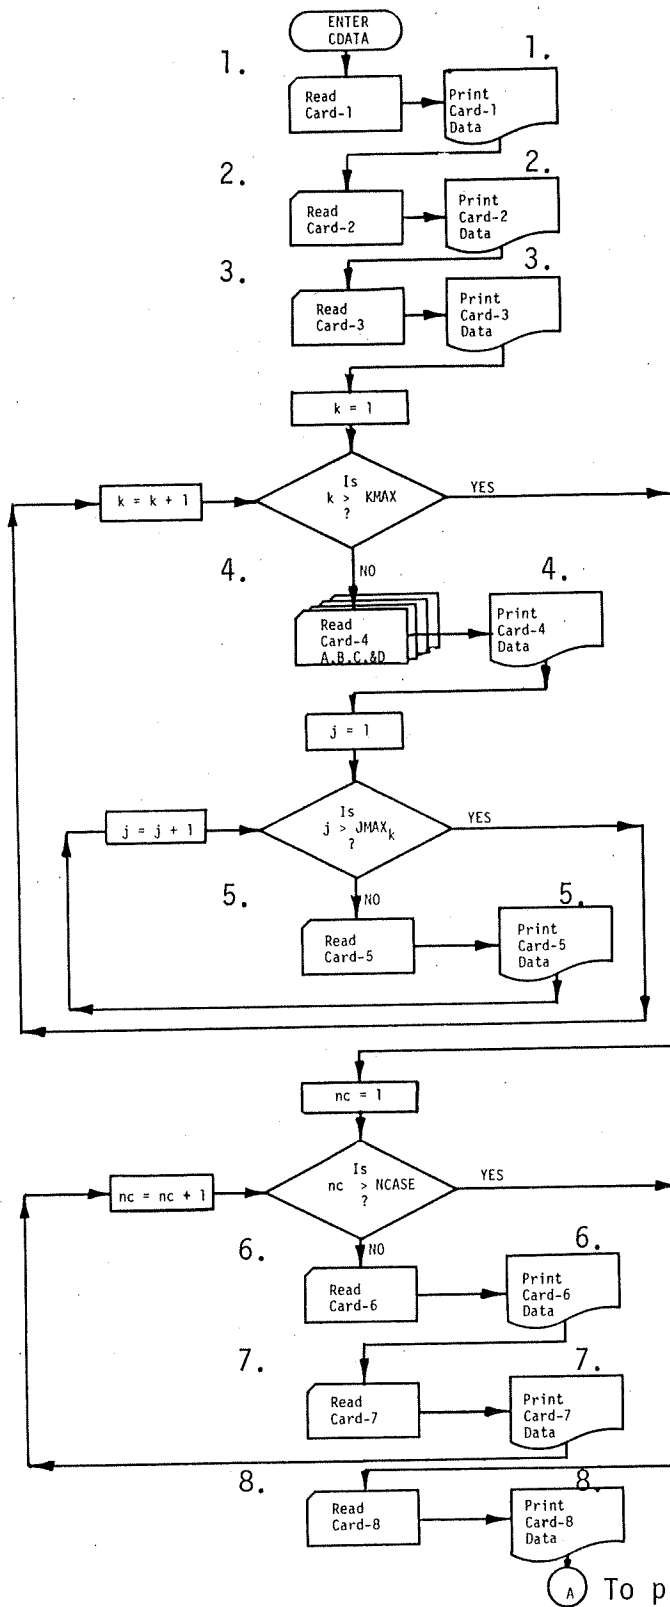 ENTER
CDATA
1.
1.
Read
Card-1
Print
Card-1
Data
2.
2.
Read
Card-2
Print
Card-2
Data
3.
3.
Read
Card-3
Print
Card-3
Data
k = 1
k = k + 1
Is
k > KMAX
?
YES
NO
4.
4.
Read
Card-4
A.B.C.&D
Print
Card-4
Data
j = 1
j = j + 1
Is
j > JMAXk
?
YES
NO
5.
5.
Read
Card-5
Print
Card-5
Data
nc = 1
nc = nc + 1
Is
nc > NCASE
?
YES
NO
6.
6.
Read
Card-6
Print
Card-6
Data
7.
7.
Read
Card-7
Print
Card-7
Data
8.
8.
Read
Card-8
Print
Card-8
Data
A To p